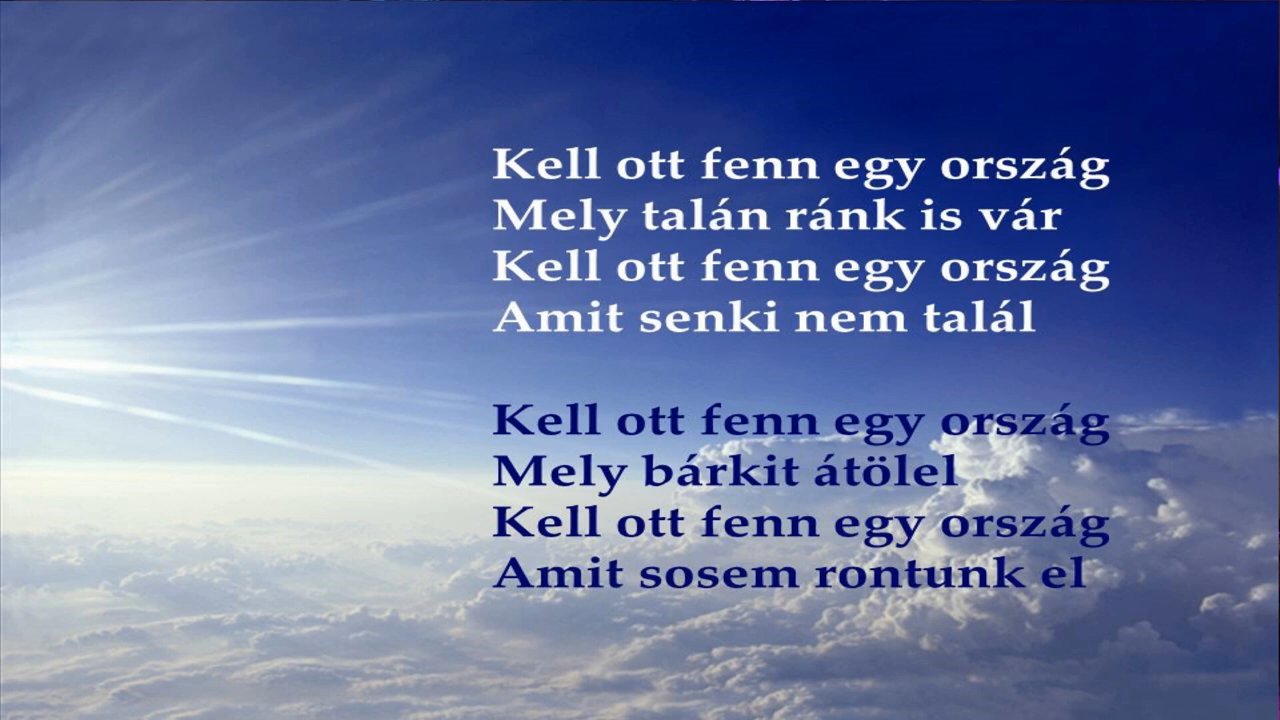 Kell ott fenn egy ország
Mely talán ránk is vár
Kell ott fenn egy ország
Amit senki nem talál
Kell ott fenn egy ország
Mely bárkit átölel
Kell ott fenn egy ország
Amit sosem rontunk el